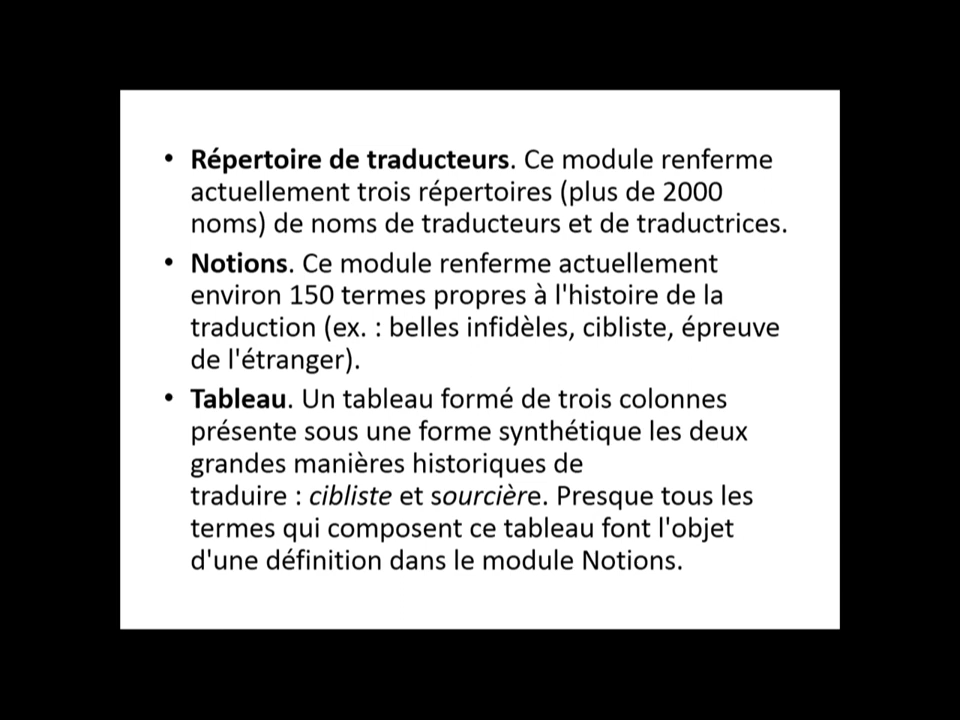 • Répertoire de traducteurs. Ce module renferme
actuellement trois répertoires (plus de 2000
noms) de noms de traducteurs et de traductrices.
• Notions. Ce module renferme actuellement
environ 150 termes propres à l'histoire de la
traduction (ex. : belles infidèles, cibliste, épreuve
de l'étranger).
• Tableau. Un tableau formé de trois colonnes
présente sous une forme synthétique les deux
grandes manières historiques de
traduire : cibliste et sourcière. Presque tous les
termes qui composent ce tableau font l'objet
d'une définition dans le module Notions.